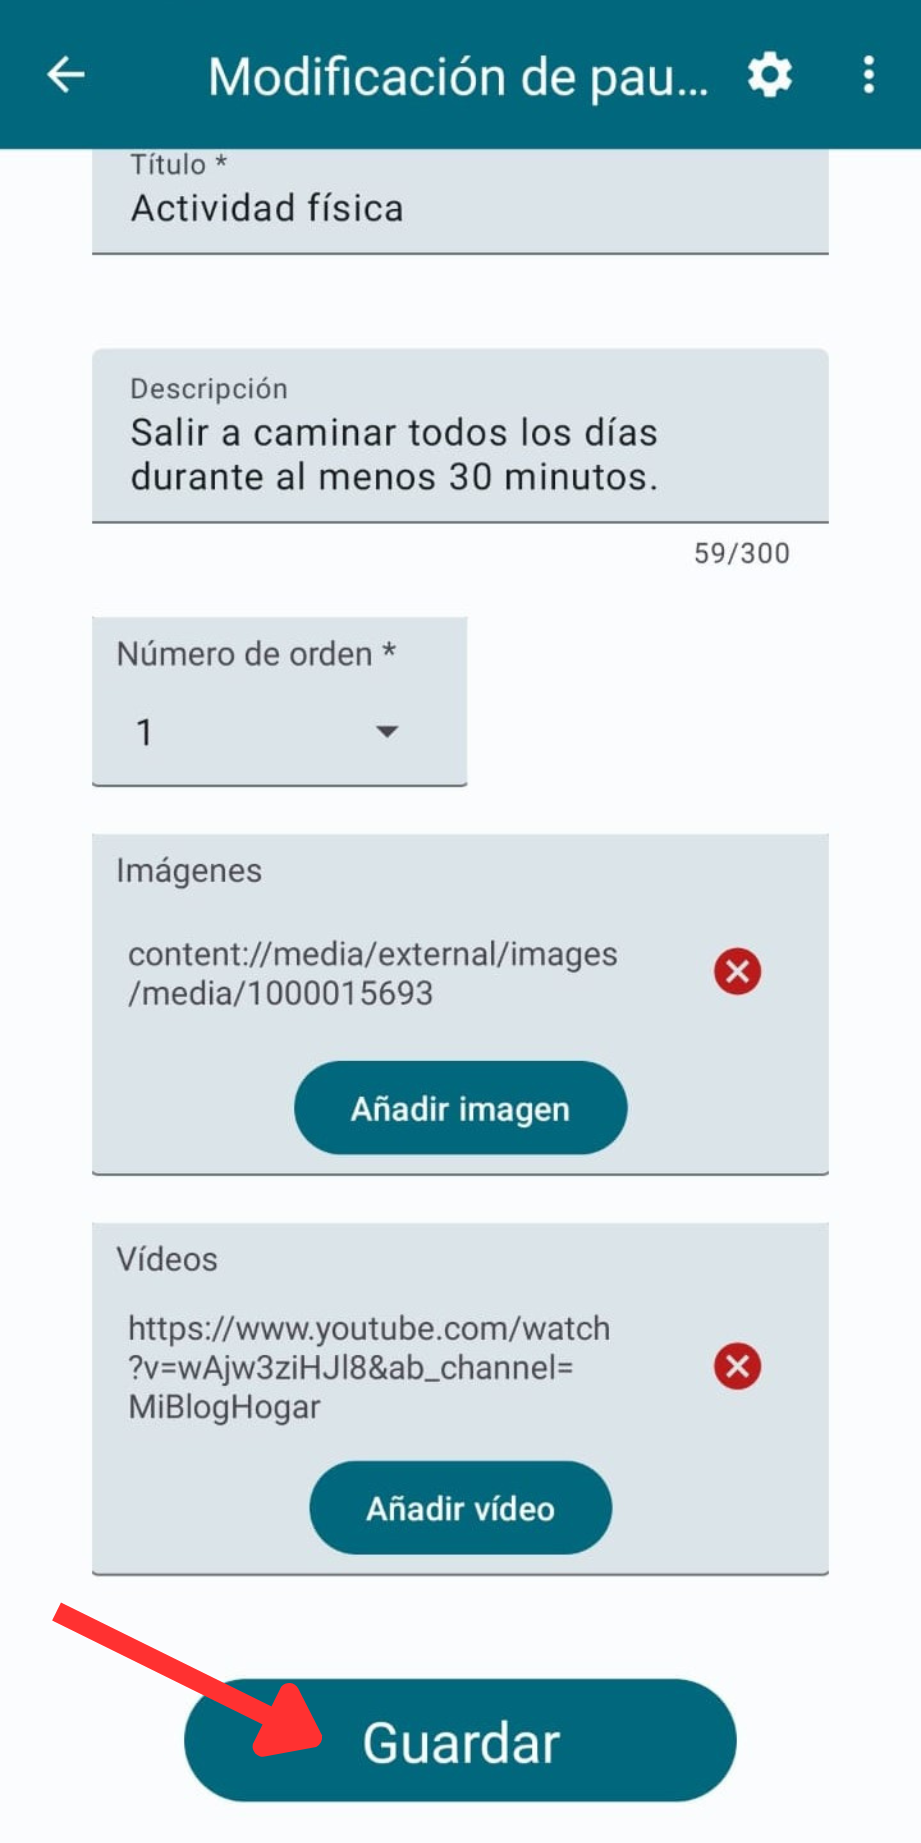 Modificación de pau...
Título *
Actividad física
Descripción
Salir a caminar todos los días
durante al menos 30 minutos.
59/300
Número de orden *
1
Imágenes
content://media/external/images
/media/1000015693
Añadir imagen
Vídeos
https://www.youtube.com/watch
?v=wAjw3ziHJl8&ab_channel=
MiBlogHogar
Añadir vídeo
Guardar